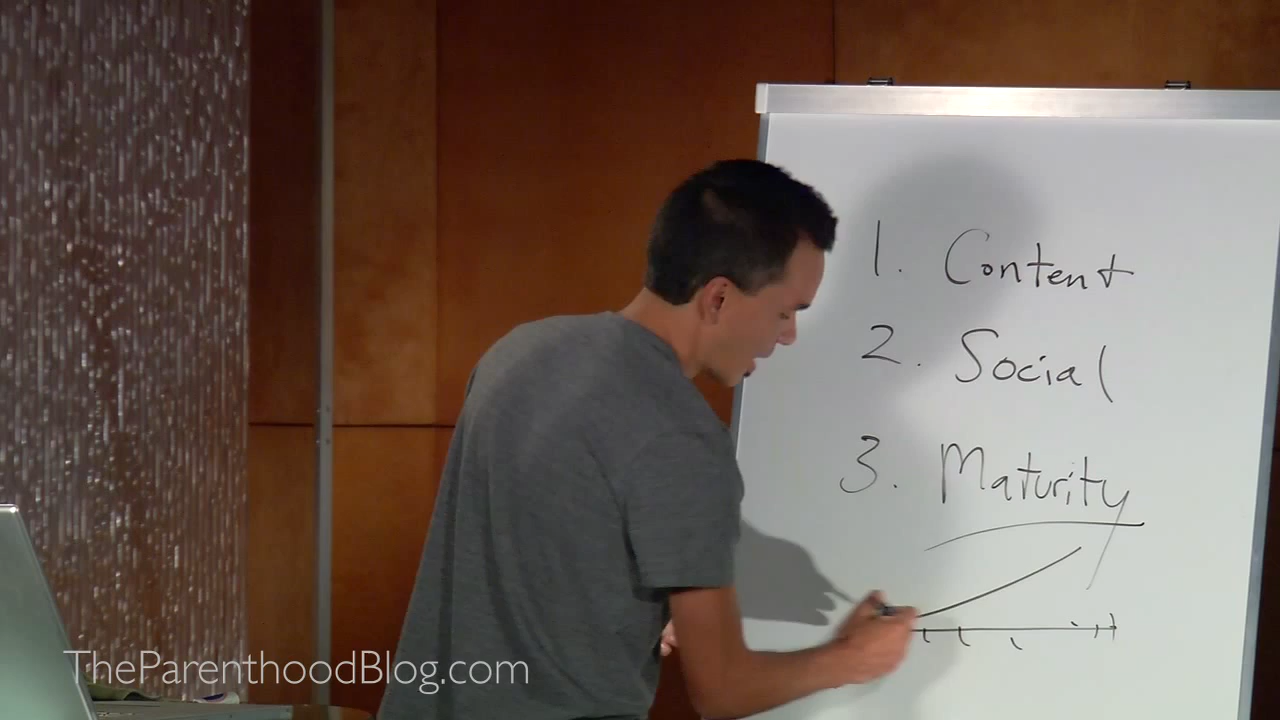 1. Content
2. Social
3. Maturity
TheParenthoodBlog.com